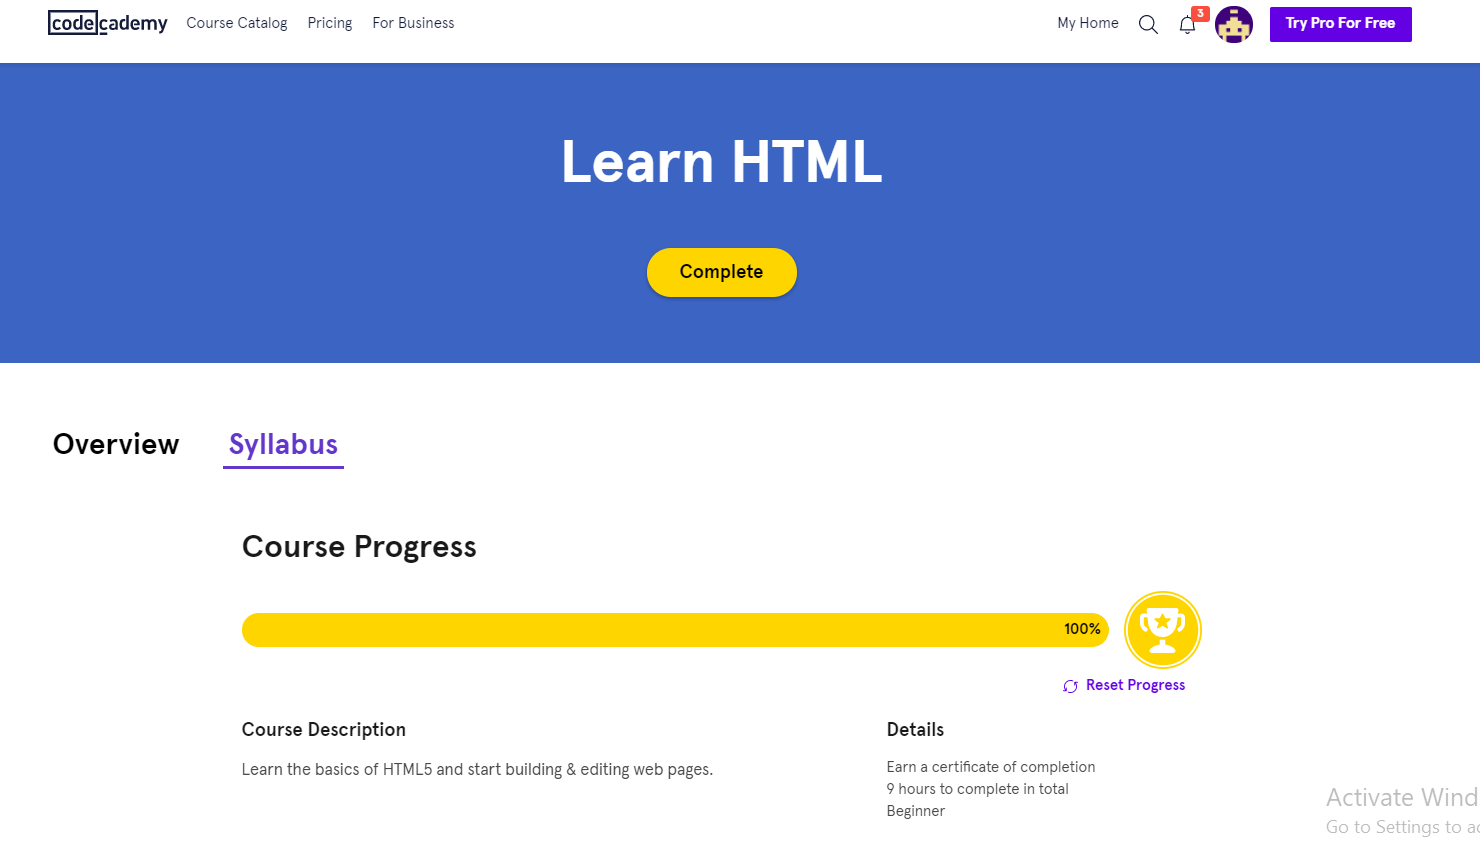 codecademy Course Catalog Pricing For Business My Home 3 Try Pro For Free
Learn HTML
Complete
Overview Syllabus
Course Progress
100%
Reset Progress
Course Description
Learn the basics of HTML5 and start building & editing web pages.
Details
Earn a certificate of completion
9 hours to complete in total
Beginner
Activate Wind
Go to Settings to ac